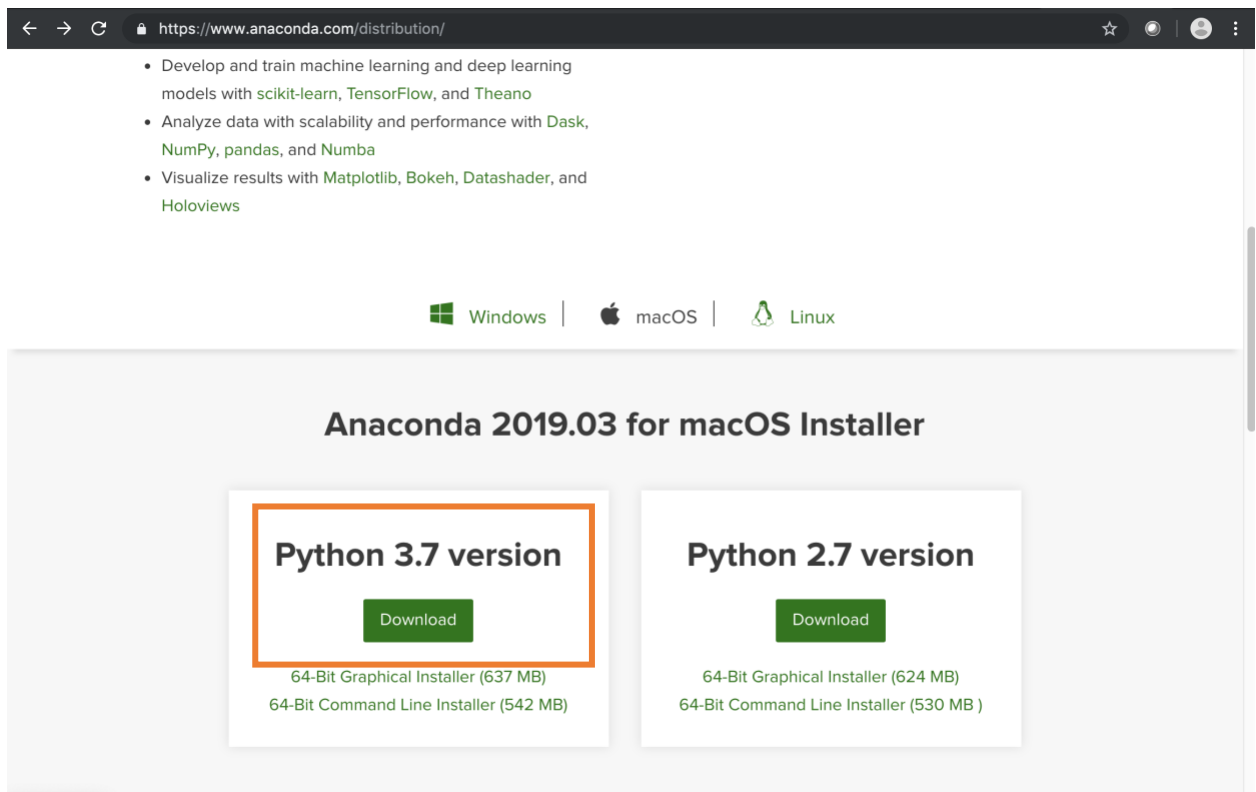 https://www.anaconda.com/distribution/
• Develop and train machine learning and deep learning
models with scikit-learn, TensorFlow, and Theano
• Analyze data with scalability and performance with Dask,
NumPy, pandas, and Numba
• Visualize results with Matplotlib, Bokeh, Datashader, and
Holoviews
Windows | macOS | Linux
Anaconda 2019.03 for macOS Installer
Python 3.7 version
Download
64-Bit Graphical Installer (637 MB)
64-Bit Command Line Installer (542 MB)
Python 2.7 version
Download
64-Bit Graphical Installer (624 MB)
64-Bit Command Line Installer (530 MB )